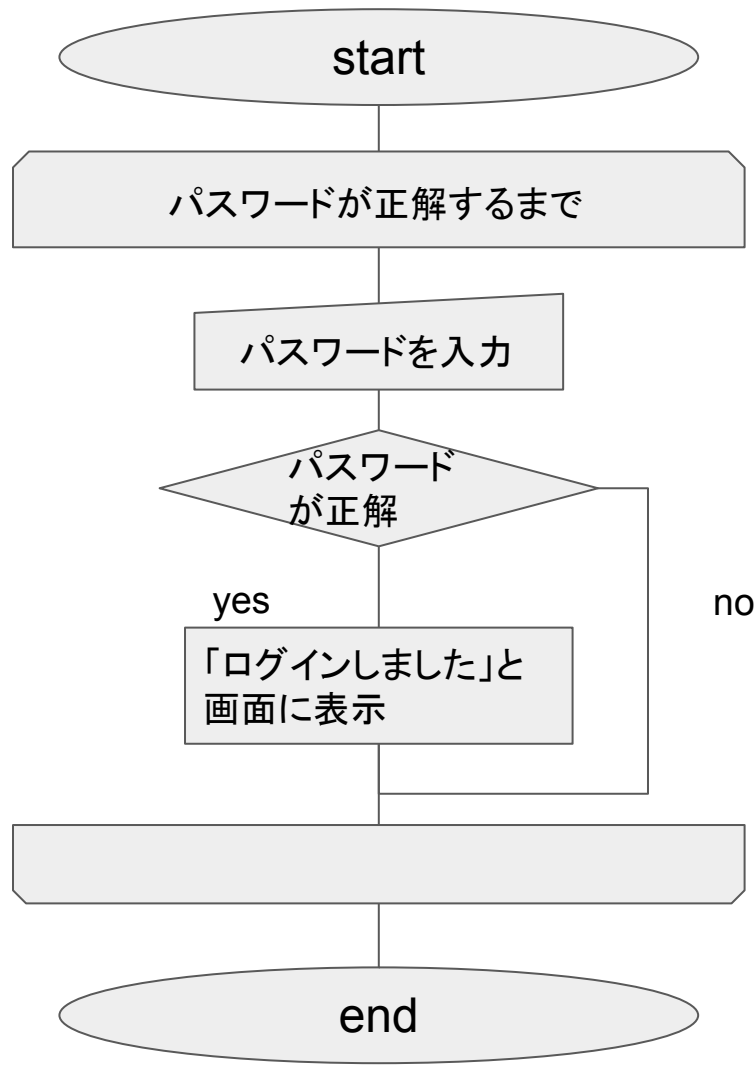 start
パスワードが正解するまで
パスワードを入力
パスワード
が正解
yes
no
「ログインしました」と
画面に表示
end